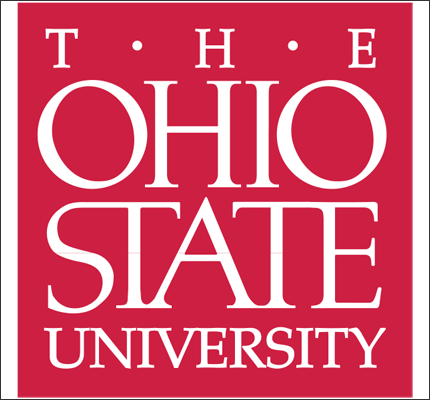 T · H · E
OHIO
STATE
UNIVERSITY